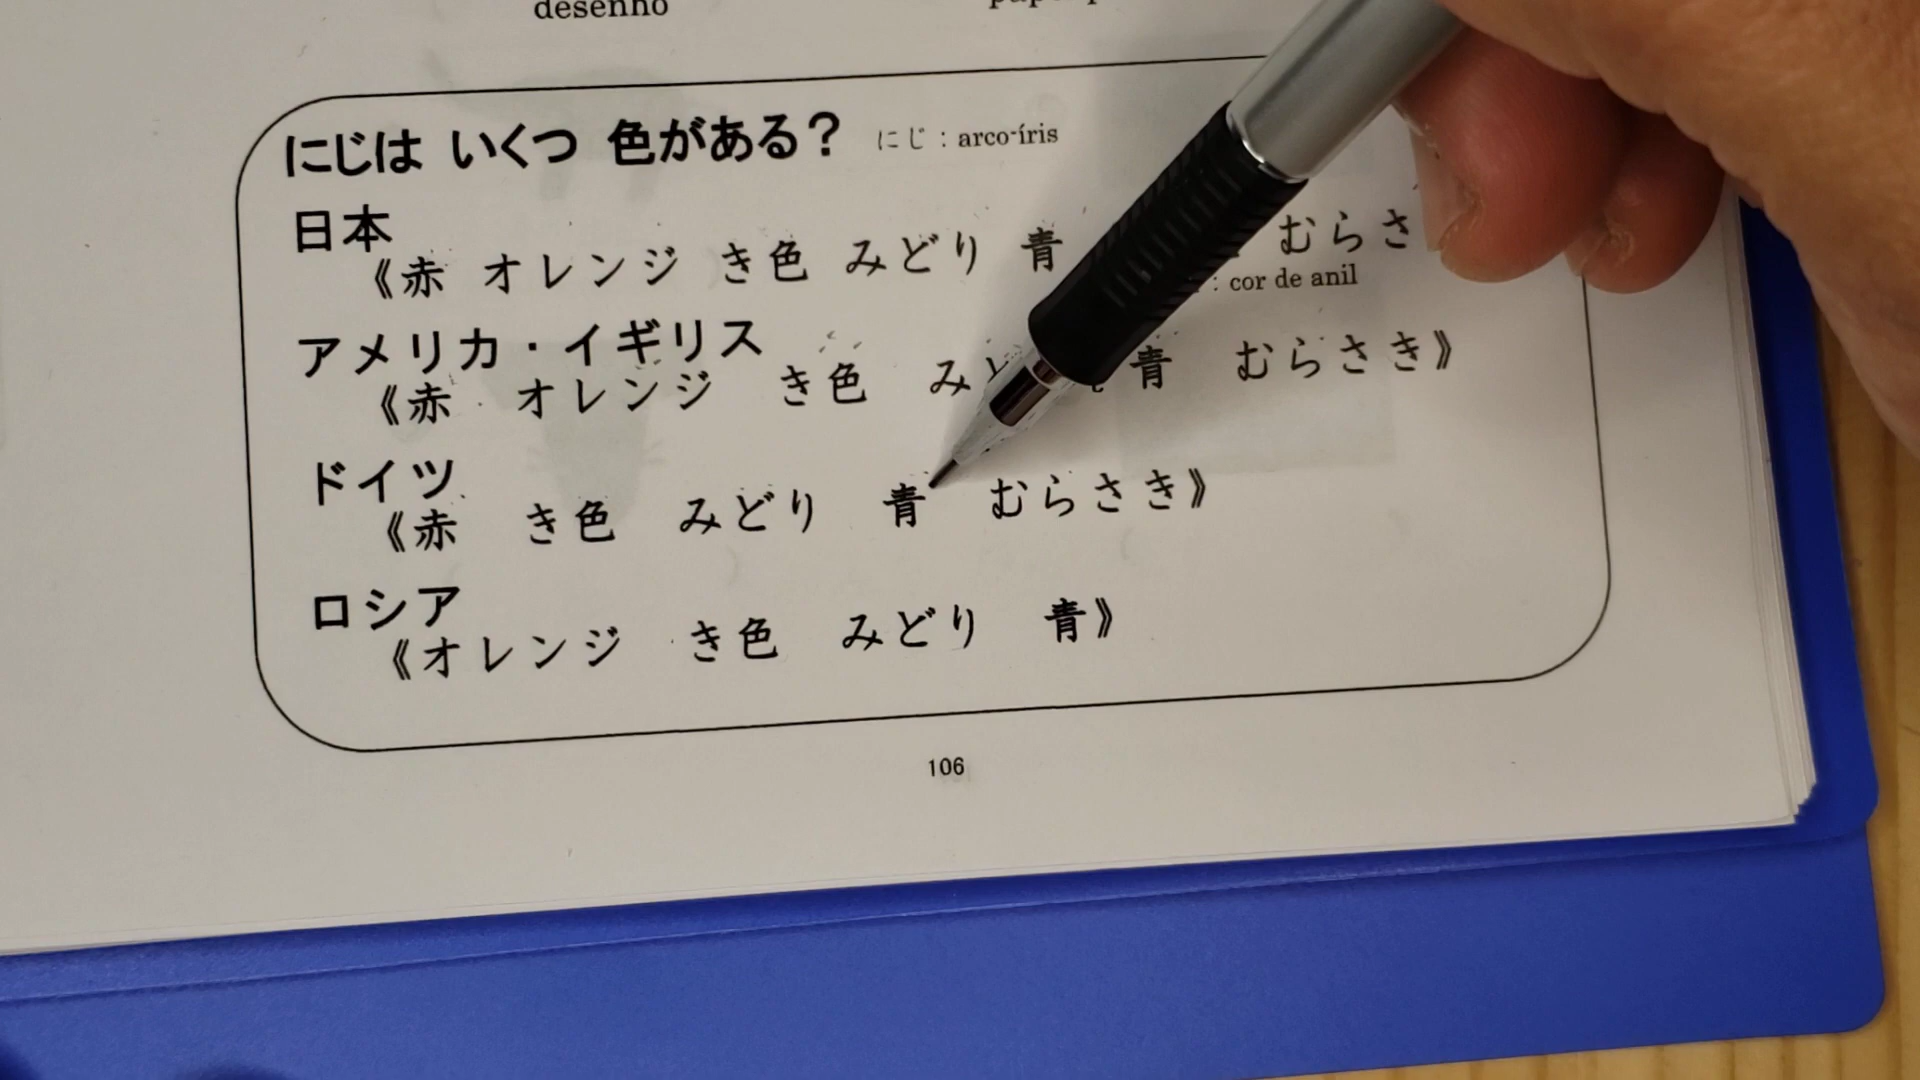 desenho
にじは いくつ 色がある? にじ：arco-íris
日本
《赤 オレンジ き色 みどり 青 むらさ
: cor de anil
アメリカ・イギリス
《赤 オレンジ き色 み 青 むらさき》
ドイツ
《赤 き色 みどり 青 むらさき》
ロシア
《オレンジ き色 みどり 青》
106